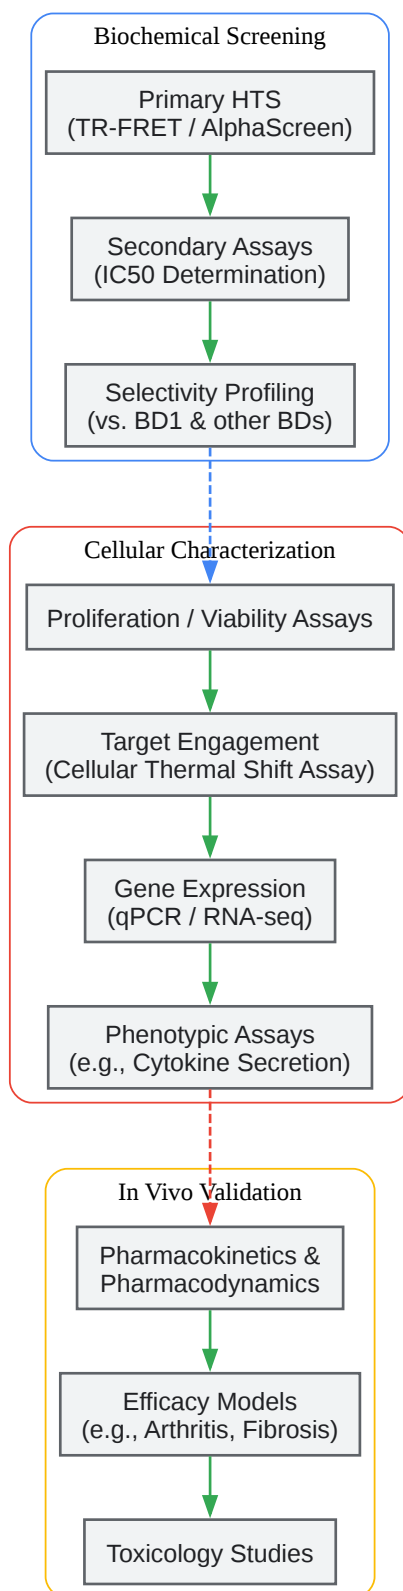 Biochemical Screening
Primary HTS
(TR-FRET / AlphaScreen)
Secondary Assays
(IC50 Determination)
Selectivity Profiling
(vs. BD1 & other BDs)
Cellular Characterization
Proliferation / Viability Assays
Target Engagement
(Cellular Thermal Shift Assay)
Gene Expression
(qPCR / RNA-seq)
Phenotypic Assays
(e.g., Cytokine Secretion)
In Vivo Validation
Pharmacokinetics &
Pharmacodynamics
Efficacy Models
(e.g., Arthritis, Fibrosis)
Toxicology Studies